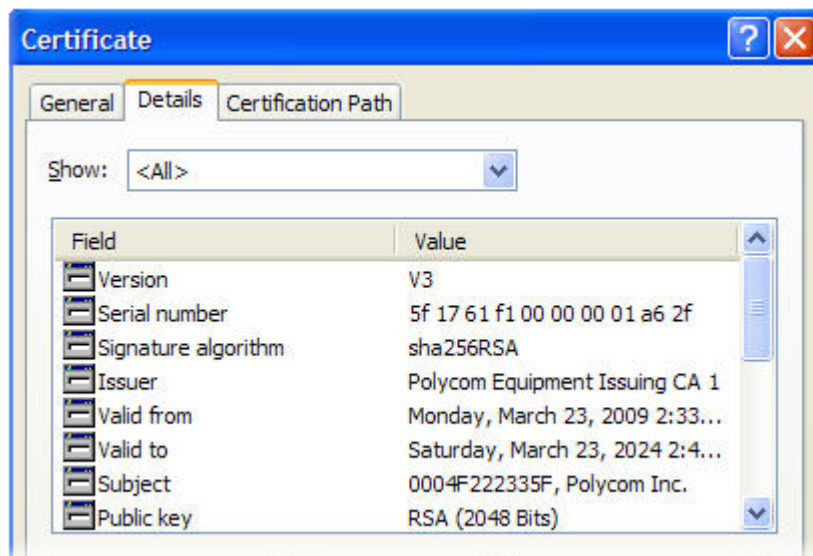 Certificate
General Details Certification Path
Show: <All>
Field Value
Version V3
Serial number 5f 17 61 f1 00 00 00 01 a6 2f
Signature algorithm sha256RSA
Issuer Polycom Equipment Issuing CA 1
Valid from Monday, March 23, 2009 2:33...
Valid to Saturday, March 23, 2024 2:4...
Subject 0004F222335F, Polycom Inc.
Public key RSA (2048 Bits)